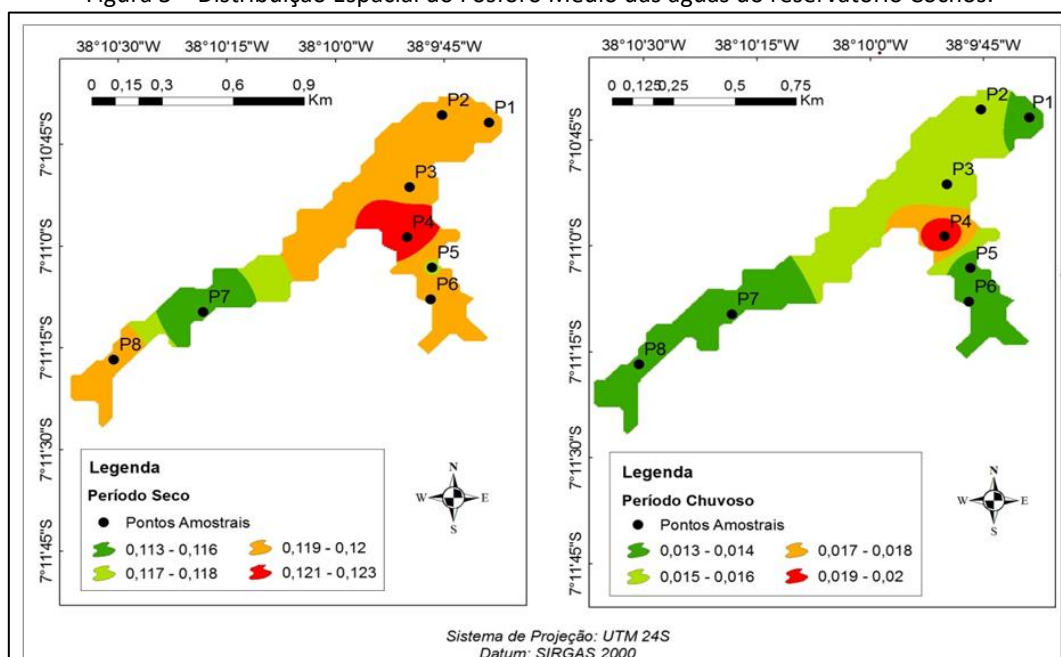 Figura 5 – Distribuição Espacial do Fósforo Médio das águas do reservatório Cochos.
38°10'30"W 38°10'15"W 38°10'0"W 38°9'45"W
0 0,15 0,3 0,6 0,9
Km
P2
P1
P3
P4
P5
P6
P7
P8
7°10'45"S
7°11'0"S
7°11'15"S
7°11'30"S
7°11'45"S
Legenda
Período Seco
Pontos Amostrais
0,113 - 0,116 0,119 - 0,12
0,117 - 0,118 0,121 - 0,123
N
W E
S
38°10'30"W 38°10'15"W 38°10'0"W 38°9'45"W
0 0,125 0,25 0,5 0,75
Km
P2
P1
P3
P4
P5
P6
P7
P8
7°10'45"S
7°11'0"S
7°11'15"S
7°11'30"S
7°11'45"S
Legenda
Período Chuvoso
Pontos Amostrais
0,013 - 0,014 0,017 - 0,018
0,015 - 0,016 0,019 - 0,02
N
W E
S
Sistema de Projeção: UTM 24S
Datum: SIRGAS 2000